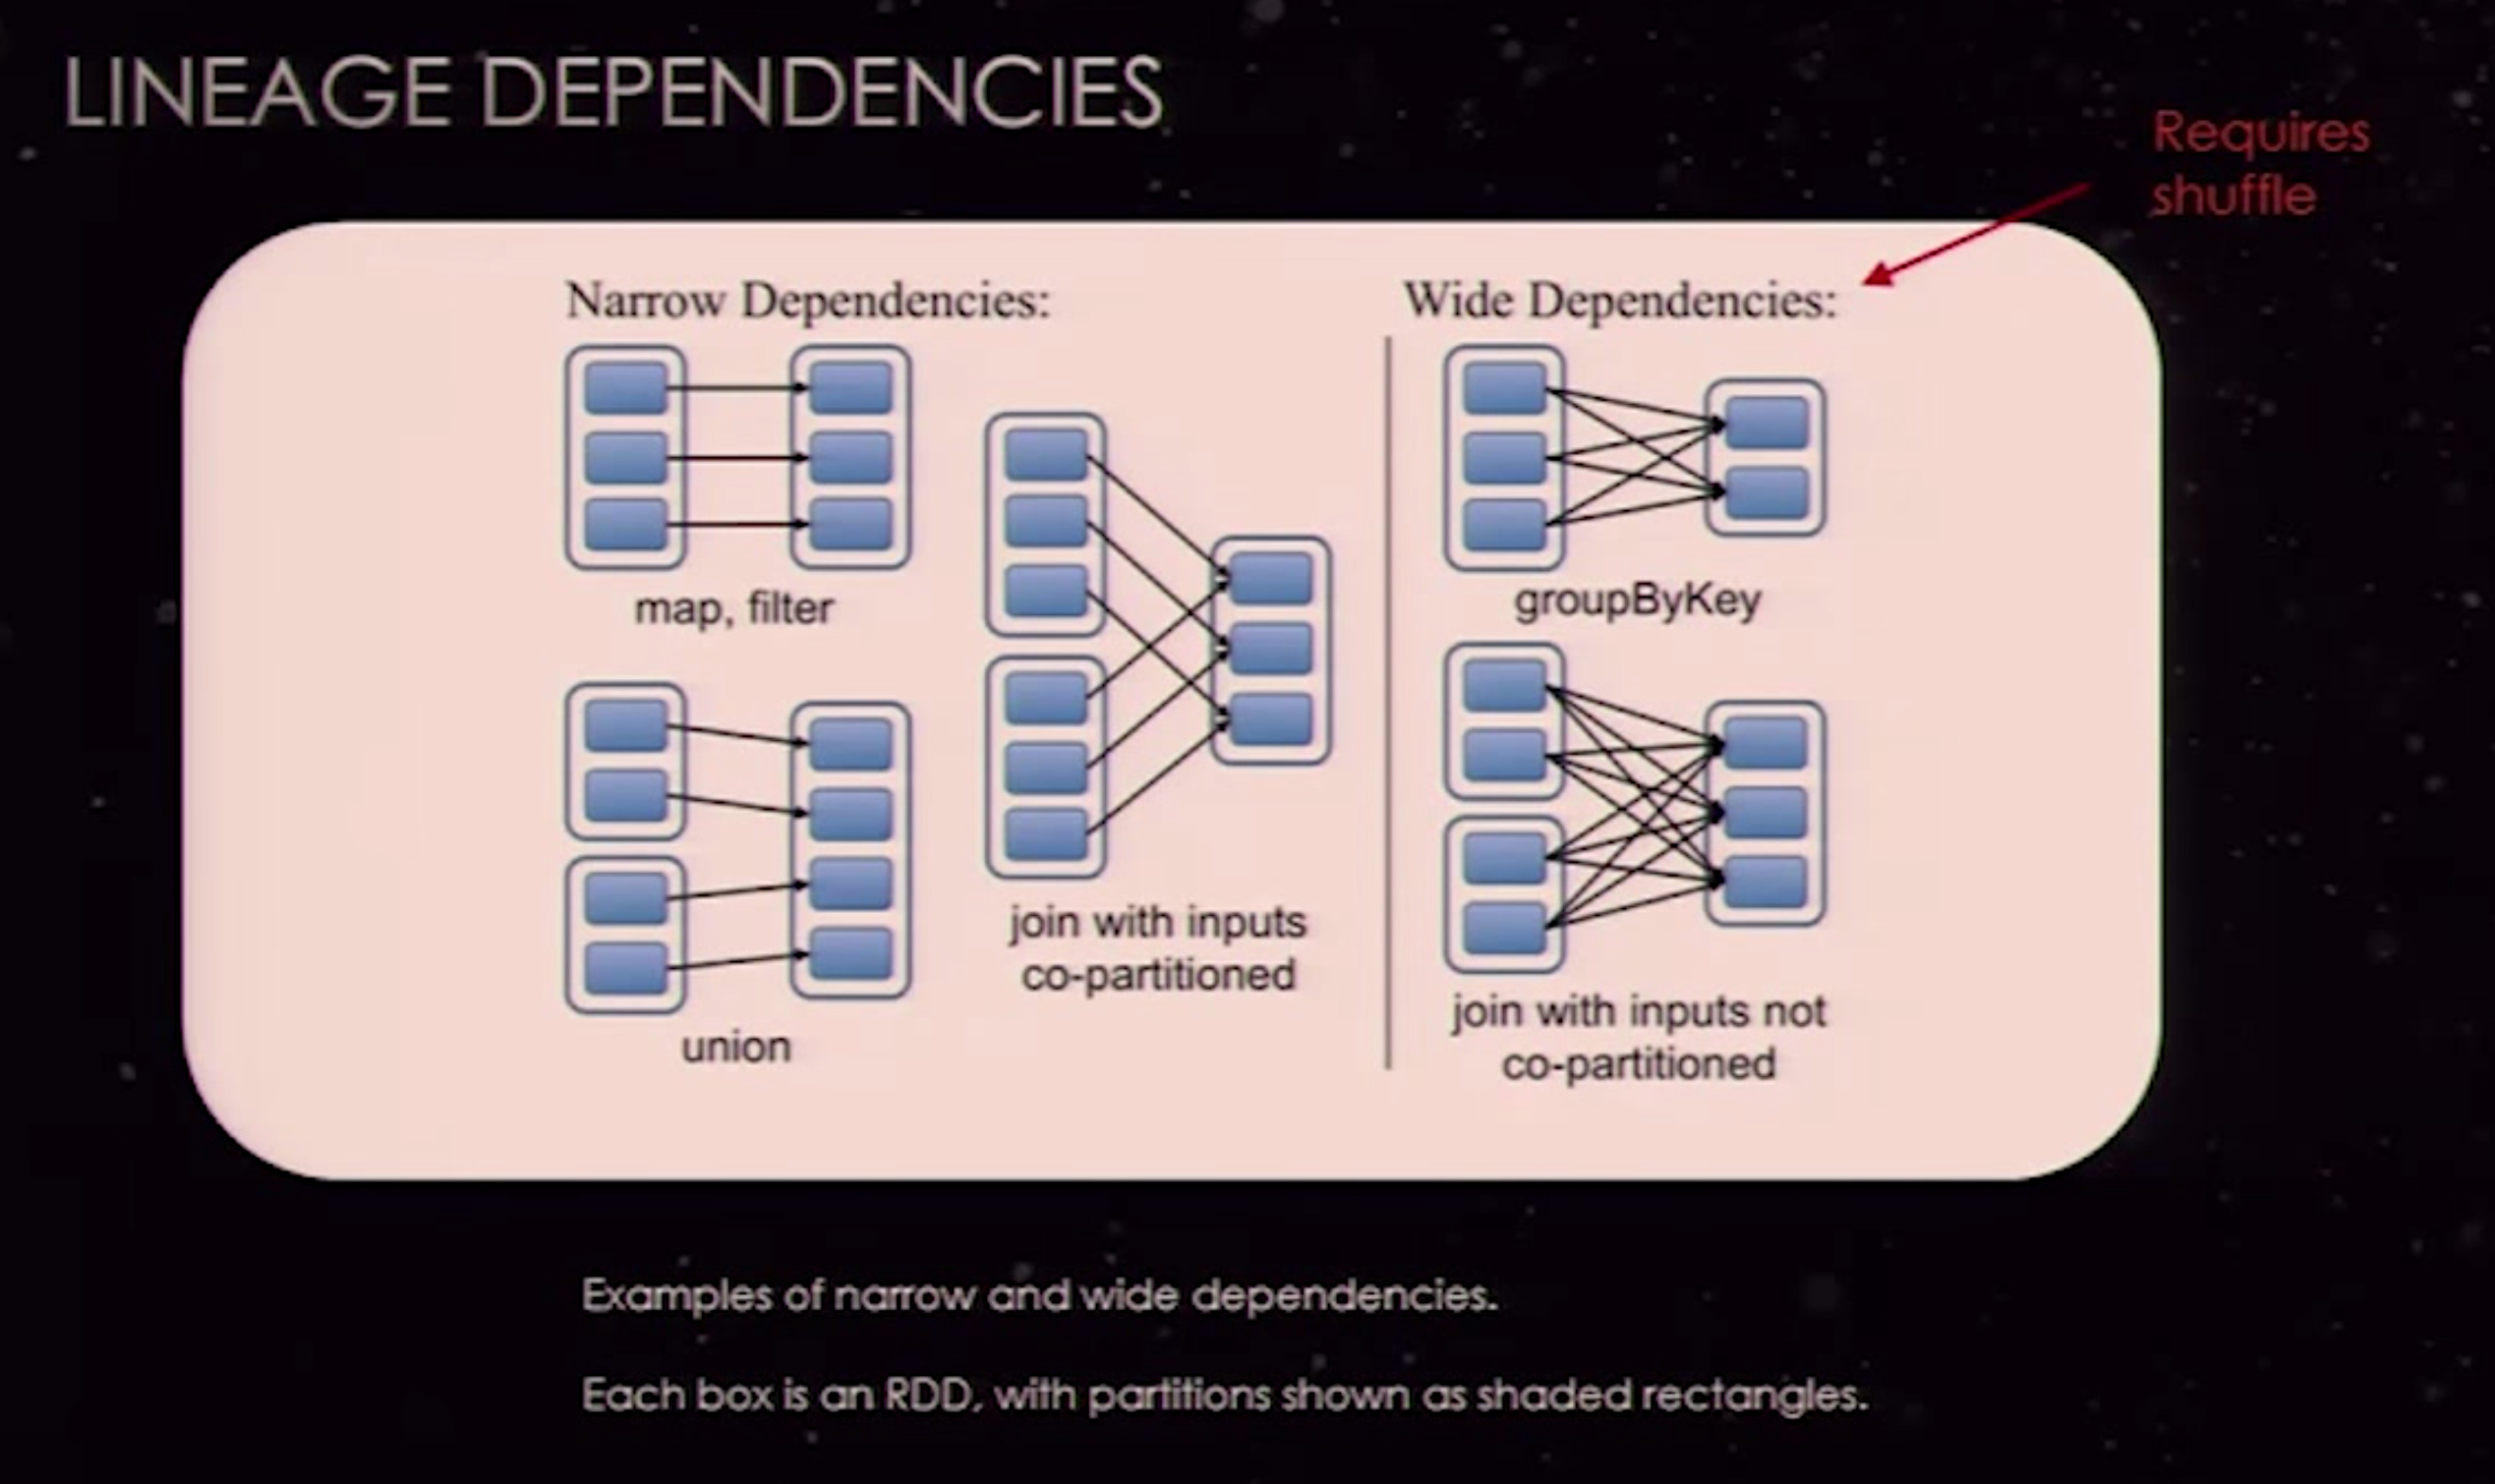 LINEAGE DEPENDENCIES
Requires
shuffle
Narrow Dependencies:
Wide Dependencies:
map, filter
union
join with inputs
co-partitioned
groupByKey
join with inputs not
co-partitioned
Examples of narrow and wide dependencies.
Each box is an RDD, with partitions shown as shaded rectangles.